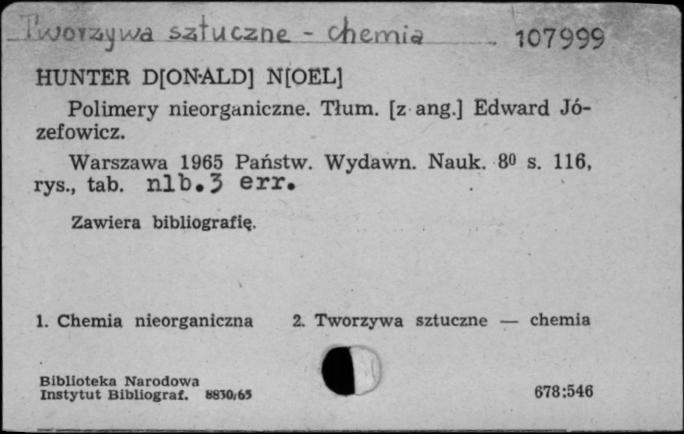 Tworzywa sztuczne - chemia 107999
HUNTER D[ON-ALD] N[OEL]
Polimery nieorganiczne. Tłum. [z ang.] Edward Jó-
zefowicz.
Warszawa 1965 Państw. Wydawn. Nauk. 8⁰ s. 116,
rys., tab. nlb.3 err.
Zawiera bibliografię.
1. Chemia nieorganiczna 2. Tworzywa sztuczne — chemia
Biblioteka Narodowa
Instytut Bibliograf. 8830/65 678:546